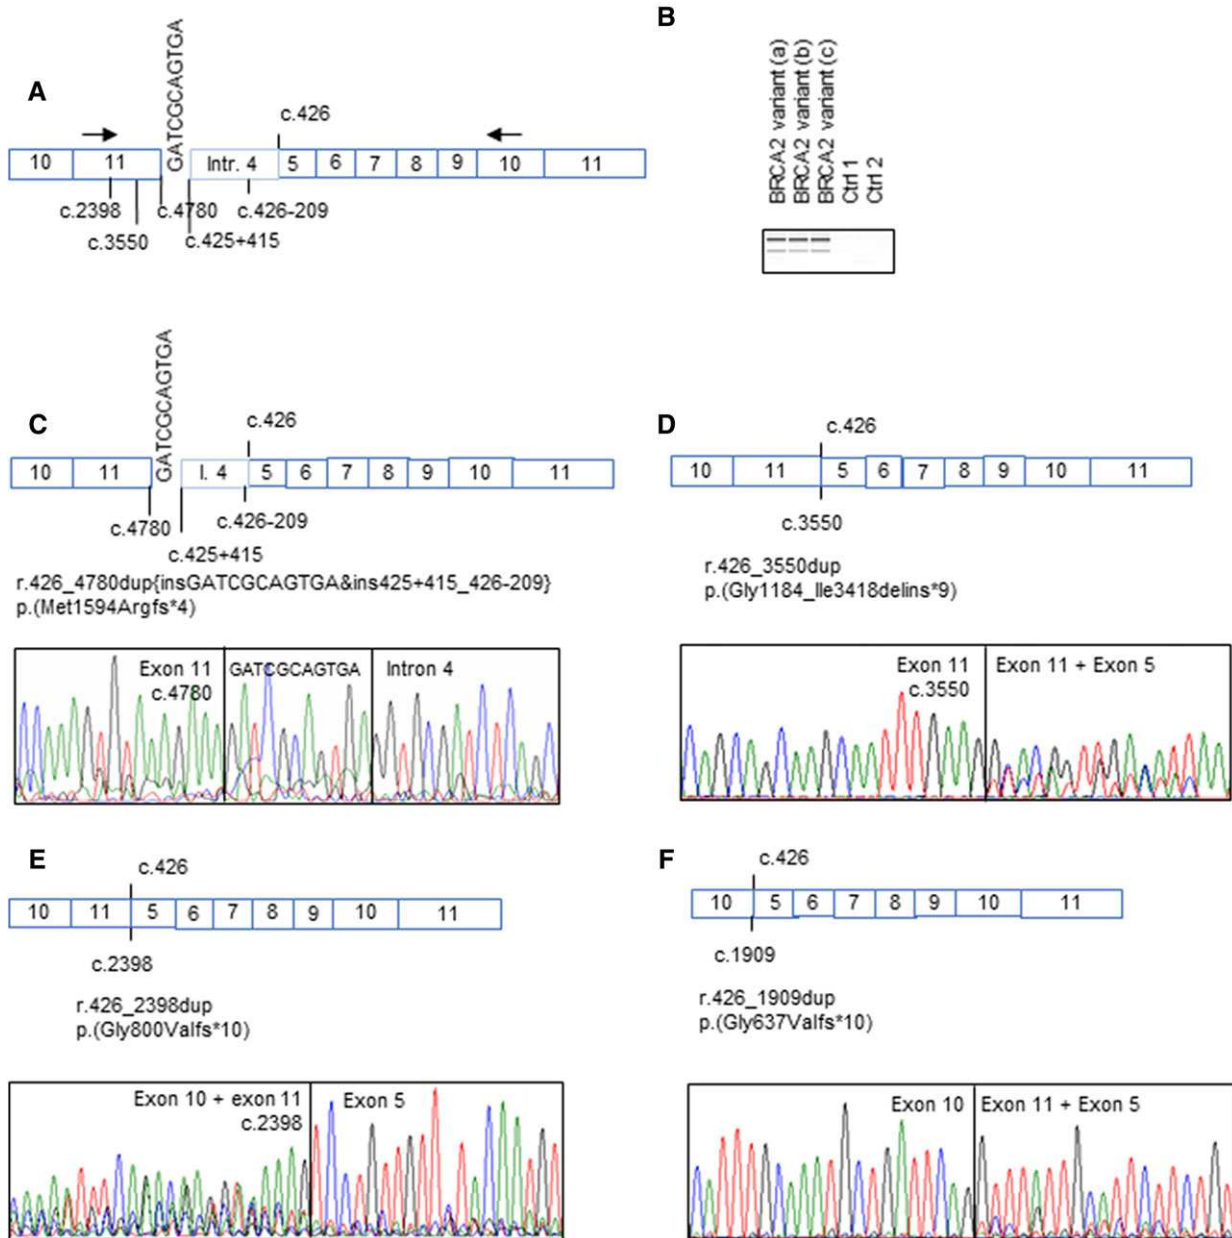 A
GATCGCAGTGA
c.426
10 11 Intr. 4 5 6 7 8 9 10 11
c.2398 c.4780 c.426-209
c.3550 c.425+415
B
BRCA2 variant (a)
BRCA2 variant (b)
BRCA2 variant (c)
Ctrl 1
Ctrl 2
C
GATCGCAGTGA
c.426
10 11 I. 4 5 6 7 8 9 10 11
c.4780 c.426-209
c.425+415
r.426_4780dup{insGATCGCAGTGA&ins425+415_426-209}
p.(Met1594Argfs*4)
Exon 11 GATCGCAGTGA Intron 4
c.4780
D
c.426
10 11 5 6 7 8 9 10 11
c.3550
r.426_3550dup
p.(Gly1184_Ile3418delins*9)
Exon 11 Exon 11 + Exon 5
c.3550
E
c.426
10 11 5 6 7 8 9 10 11
c.2398
r.426_2398dup
p.(Gly800Valfs*10)
Exon 10 + exon 11 Exon 5
c.2398
F
c.426
10 5 6 7 8 9 10 11
c.1909
r.426_1909dup
p.(Gly637Valfs*10)
Exon 10 Exon 11 + Exon 5